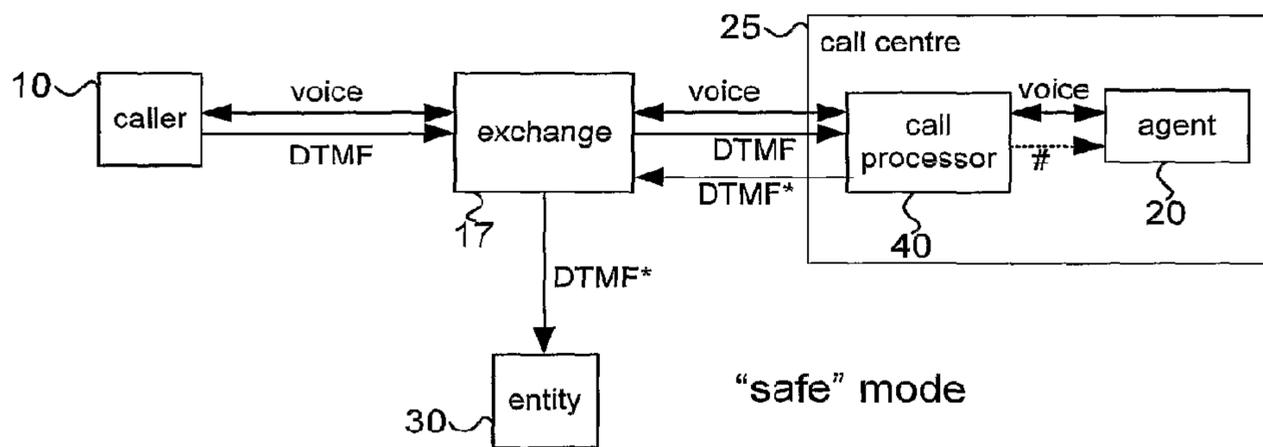 25
call centre
10
caller
voice
DTMF
exchange
17
voice
DTMF
DTMF*
call
processor
40
voice
#
agent
20
DTMF*
entity
30
“safe” mode